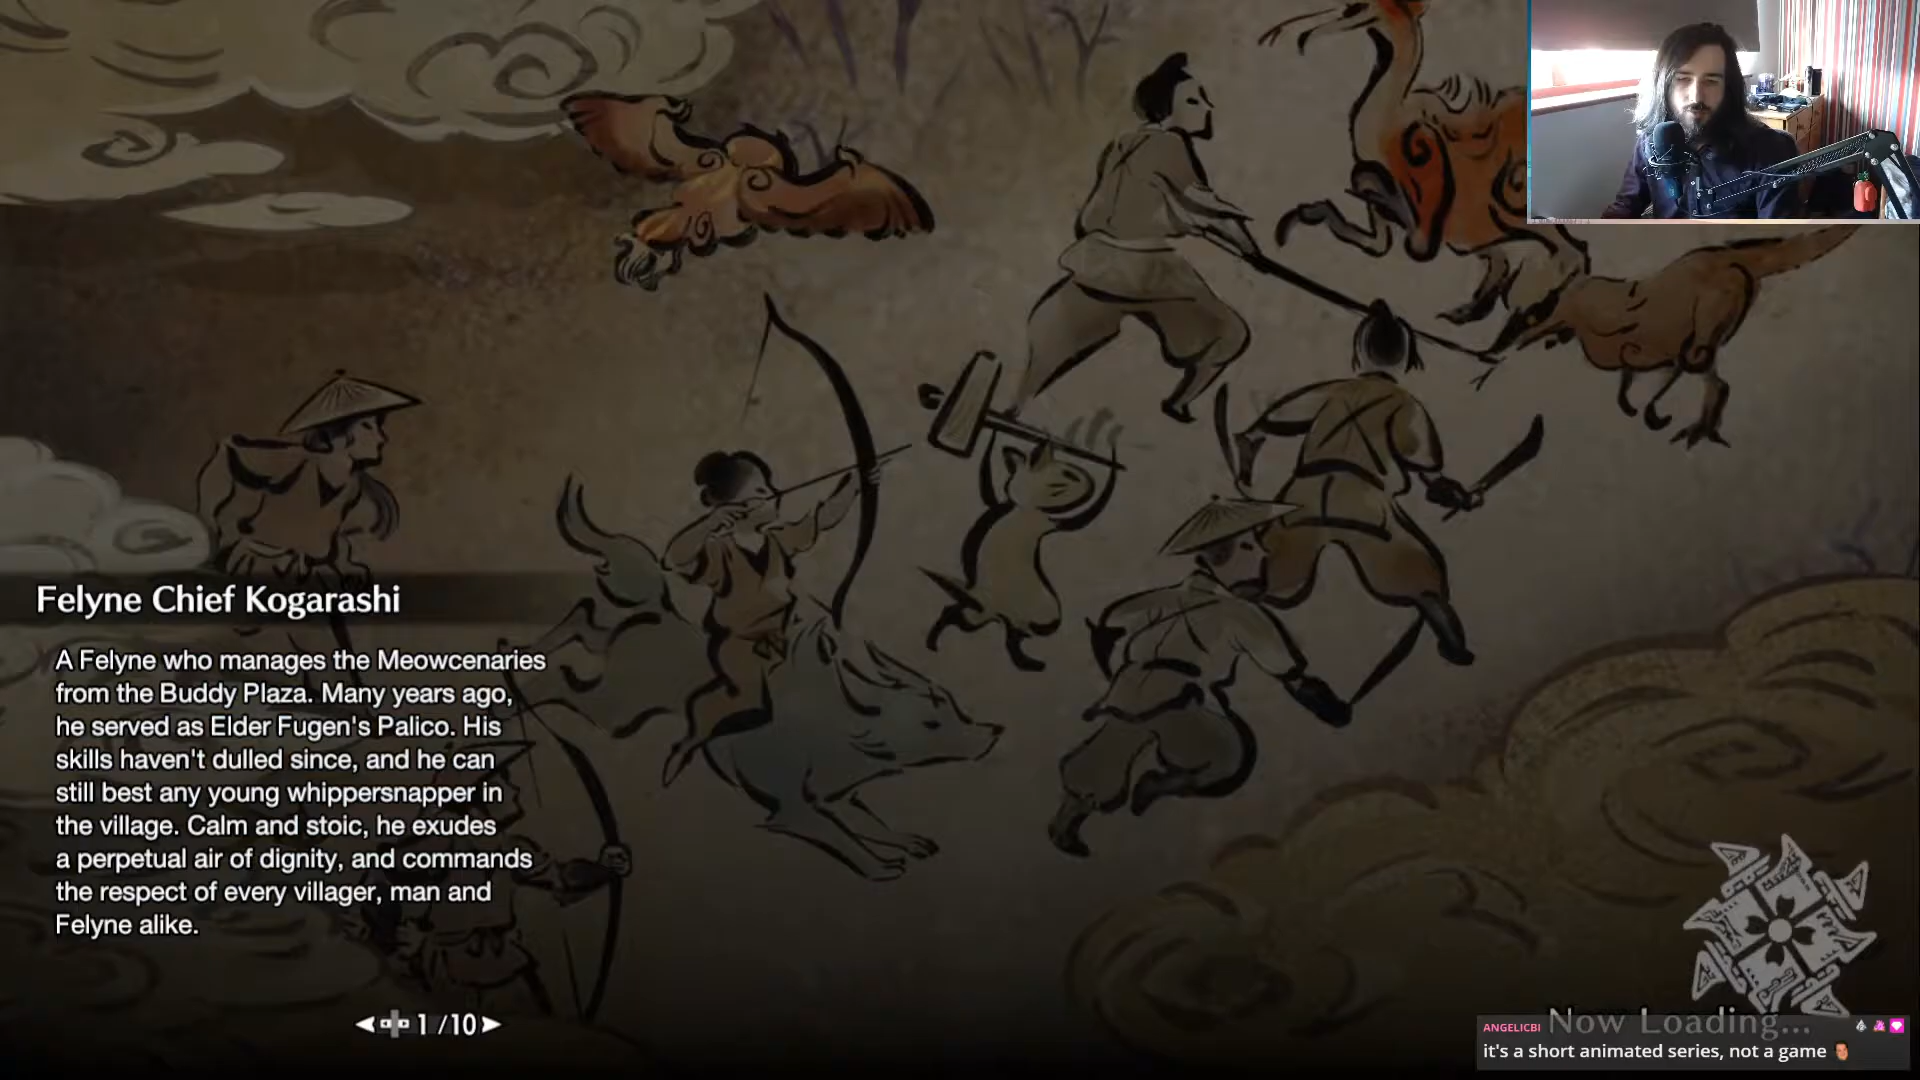 Felyne Chief Kogarashi
A Felyne who manages the Meowcenaries
from the Buddy Plaza. Many years ago,
he served as Elder Fugen's Palico. His
skills haven't dulled since, and he can
still best any young whippersnapper in
the village. Calm and stoic, he exudes
a perpetual air of dignity, and commands
the respect of every villager, man and
Felyne alike.
1 /10
Now Loading...
ANGELICBI
it's a short animated series, not a game